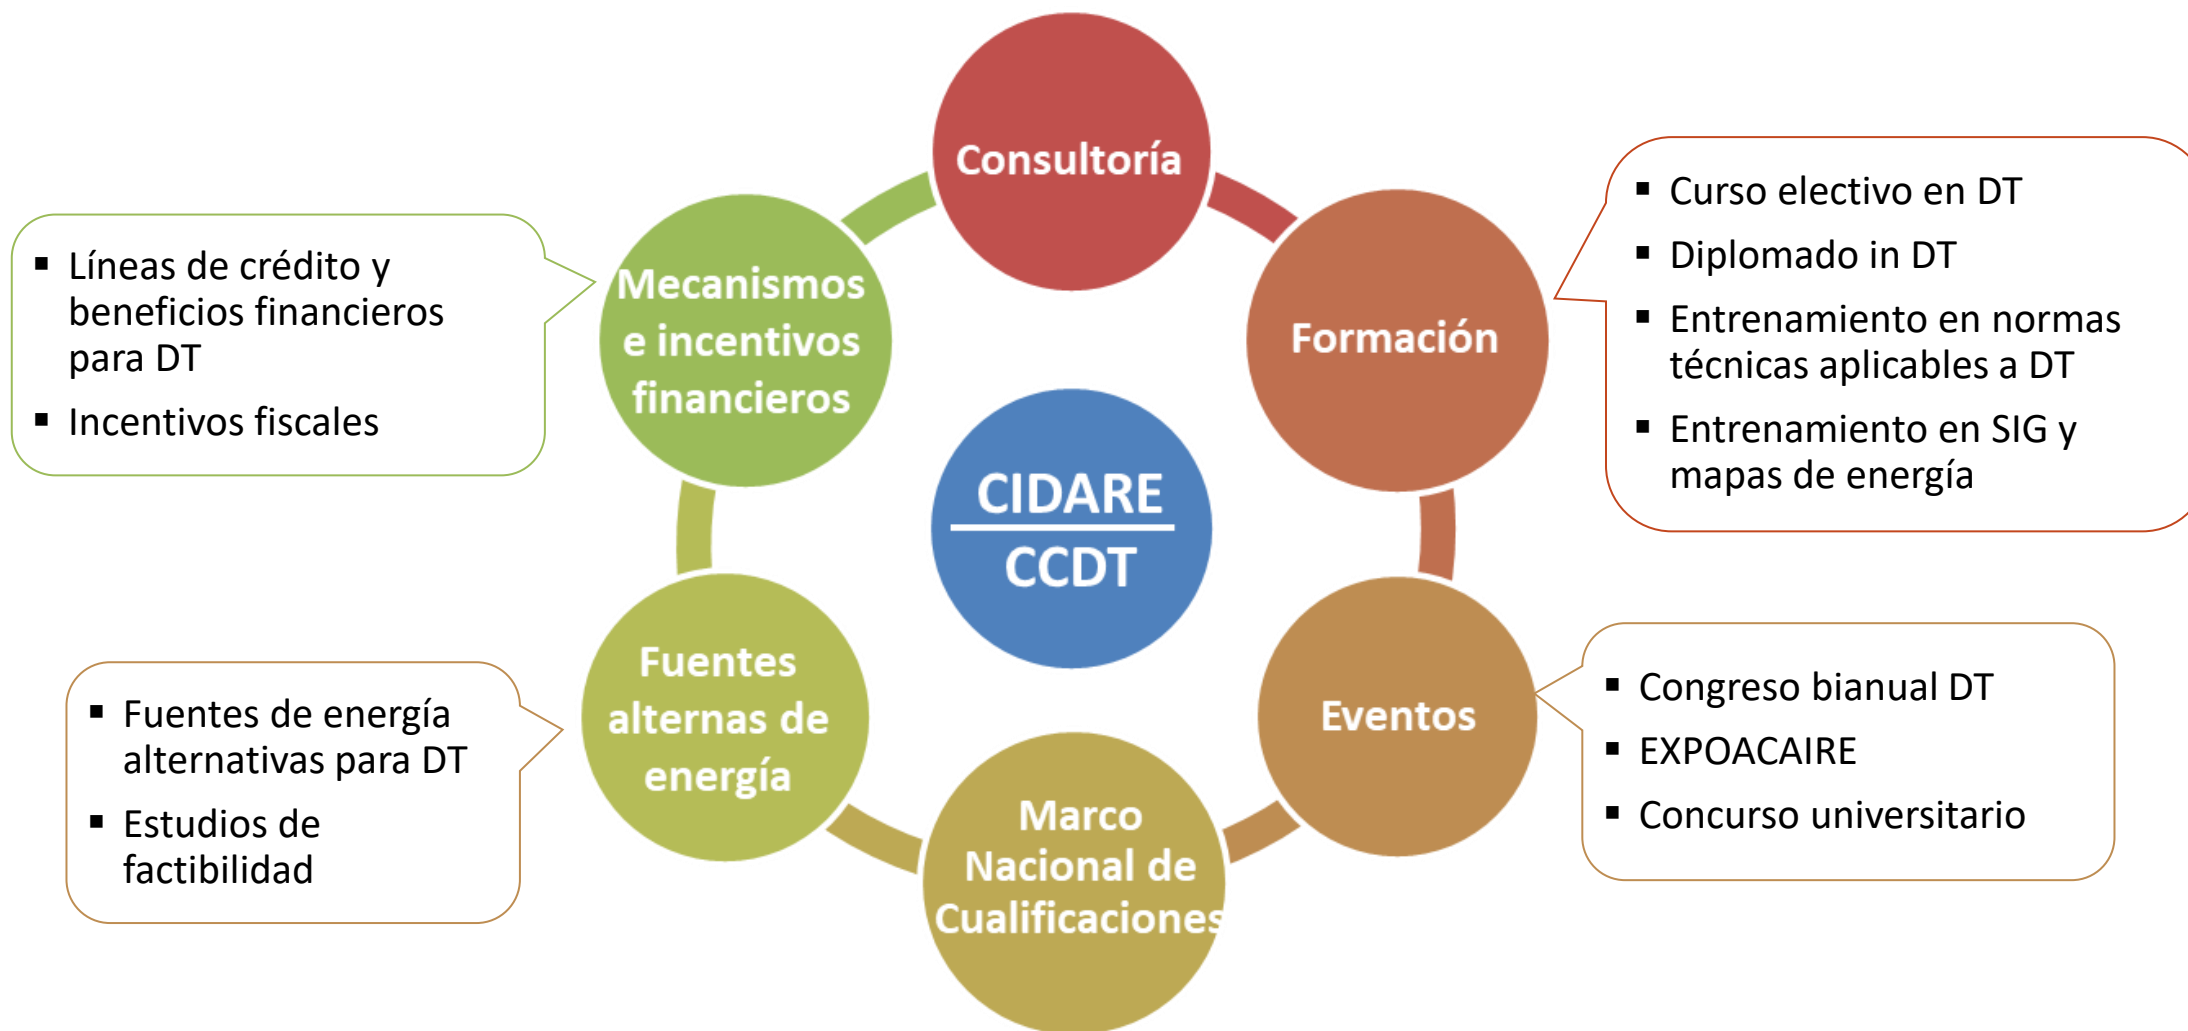 Consultoría
Formación
▪ Curso electivo en DT
▪ Diplomado in DT
▪ Entrenamiento en normas
técnicas aplicables a DT
▪ Entrenamiento en SIG y
mapas de energía
Eventos
▪ Congreso bianual DT
▪ EXPOACAIRE
▪ Concurso universitario
Marco
Nacional de
Cualificaciones
Fuentes
alternas de
energía
▪ Fuentes de energía
alternativas para DT
▪ Estudios de
factibilidad
Mecanismos
e incentivos
financieros
▪ Líneas de crédito y
beneficios financieros
para DT
▪ Incentivos fiscales
CIDARE
CCDT